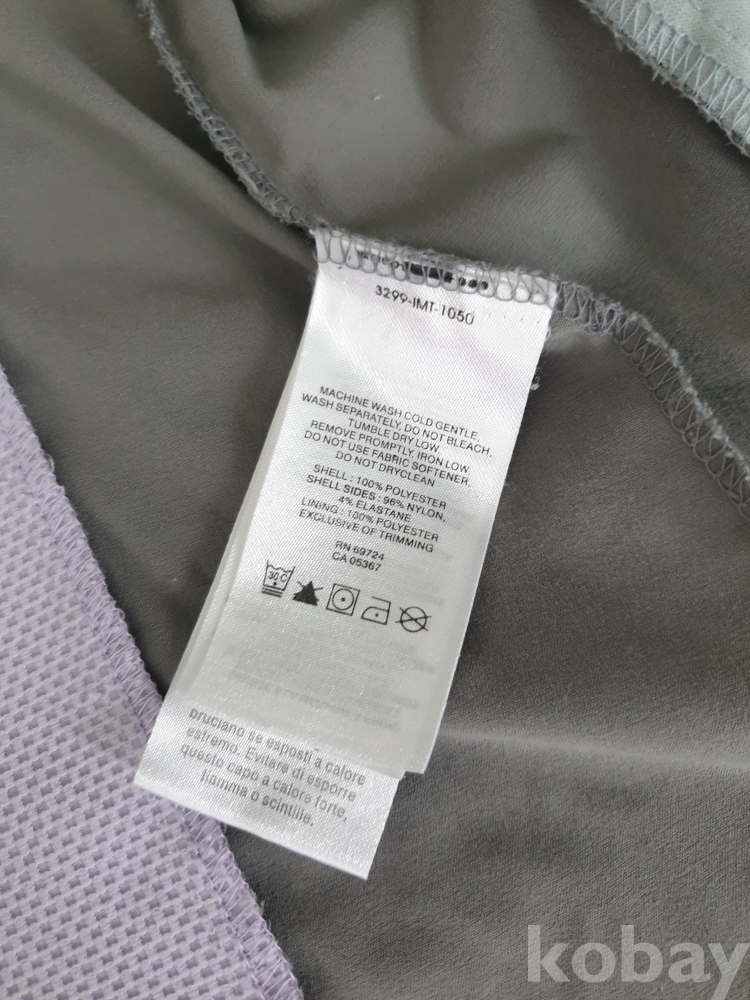 3299-IMT-1050
MACHINE WASH COLD GENTLE,
WASH SEPARATELY, DO NOT BLEACH,
TUMBLE DRY LOW,
REMOVE PROMPTLY, IRON LOW,
DO NOT USE FABRIC SOFTENER,
DO NOT DRYCLEAN
SHELL : 100% POLYESTER
SHELL SIDES : 96% NYLON,
4% ELASTANE
LINING : 100% POLYESTER
EXCLUSIVE OF TRIMMING
RN 69724
CA 05367
30 C
bruciano se esposti a calore
estremo. Evitare di esporre
questo capo a calore forte,
fiamma o scintille.
kobay